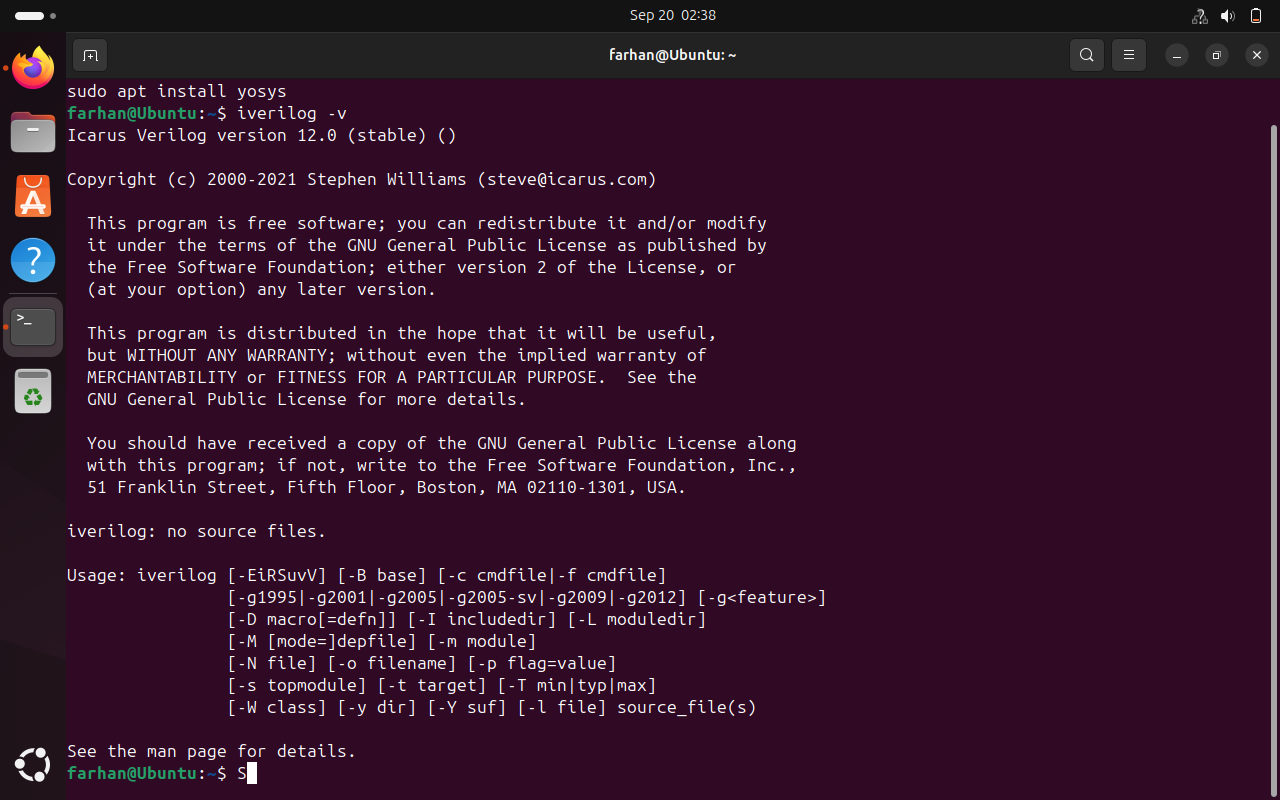 Sep 20 02:38
farhan@Ubuntu: ~
sudo apt install yosys
farhan@Ubuntu:~$ iverilog -v
Icarus Verilog version 12.0 (stable) ()
Copyright (c) 2000-2021 Stephen Williams (steve@icarus.com)
This program is free software; you can redistribute it and/or modify
it under the terms of the GNU General Public License as published by
the Free Software Foundation; either version 2 of the License, or
(at your option) any later version.
This program is distributed in the hope that it will be useful,
but WITHOUT ANY WARRANTY; without even the implied warranty of
MERCHANTABILITY or FITNESS FOR A PARTICULAR PURPOSE.  See the
GNU General Public License for more details.
You should have received a copy of the GNU General Public License along
with this program; if not, write to the Free Software Foundation, Inc.,
51 Franklin Street, Fifth Floor, Boston, MA 02110-1301, USA.
iverilog: no source files.
Usage: iverilog [-EiRSuvV] [-B base] [-c cmdfile|-f cmdfile]
[-g1995|-g2001|-g2005|-g2005-sv|-g2009|-g2012] [-g<feature>]
[-D macro[=defn]] [-I includedir] [-L moduledir]
[-M [mode=]depfile] [-m module]
[-N file] [-o filename] [-p flag=value]
[-s topmodule] [-t target] [-T min|typ|max]
[-W class] [-y dir] [-Y suf] [-l file] source_file(s)
See the man page for details.
farhan@Ubuntu:~$ S